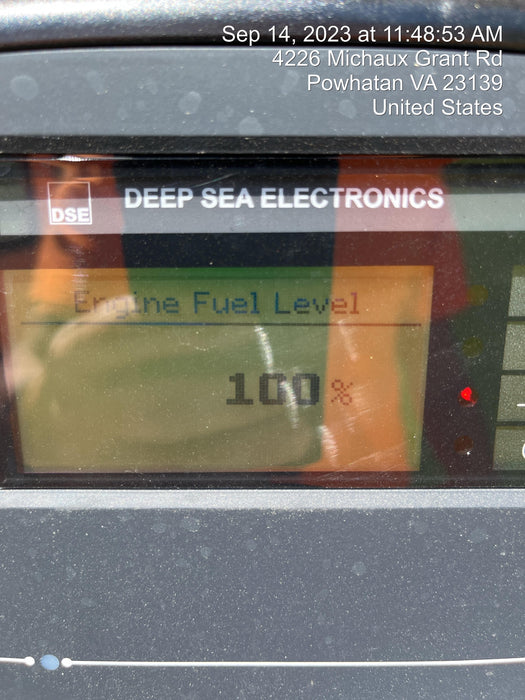 Sep 14, 2023 at 11:48:53 AM
4226 Michaux Grant Rd
Powhatan VA 23139
United States
DSE
DEEP SEA ELECTRONICS
Engine Fuel Level
100%